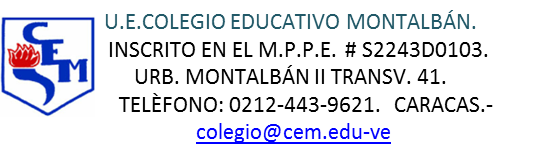 CEM
U.E.COLEGIO EDUCATIVO MONTALBÁN.
INSCRITO EN EL M.P.P.E. # S2243D0103.
URB. MONTALBÁN II TRANSV. 41.
TELÈFONO: 0212-443-9621. CARACAS.-
colegio@cem.edu-ve